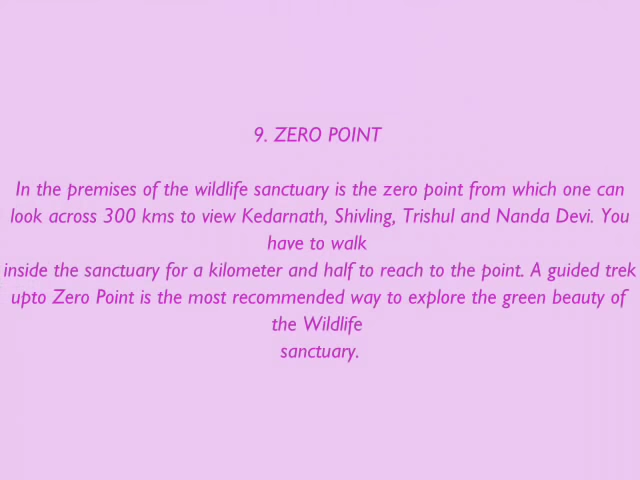 9. ZERO POINT
In the premises of the wildlife sanctuary is the zero point from which one can
look across 300 kms to view Kedarnath, Shivling, Trishul and Nanda Devi. You
have to walk
inside the sanctuary for a kilometer and half to reach to the point. A guided trek
upto Zero Point is the most recommended way to explore the green beauty of
the Wildlife
sanctuary.